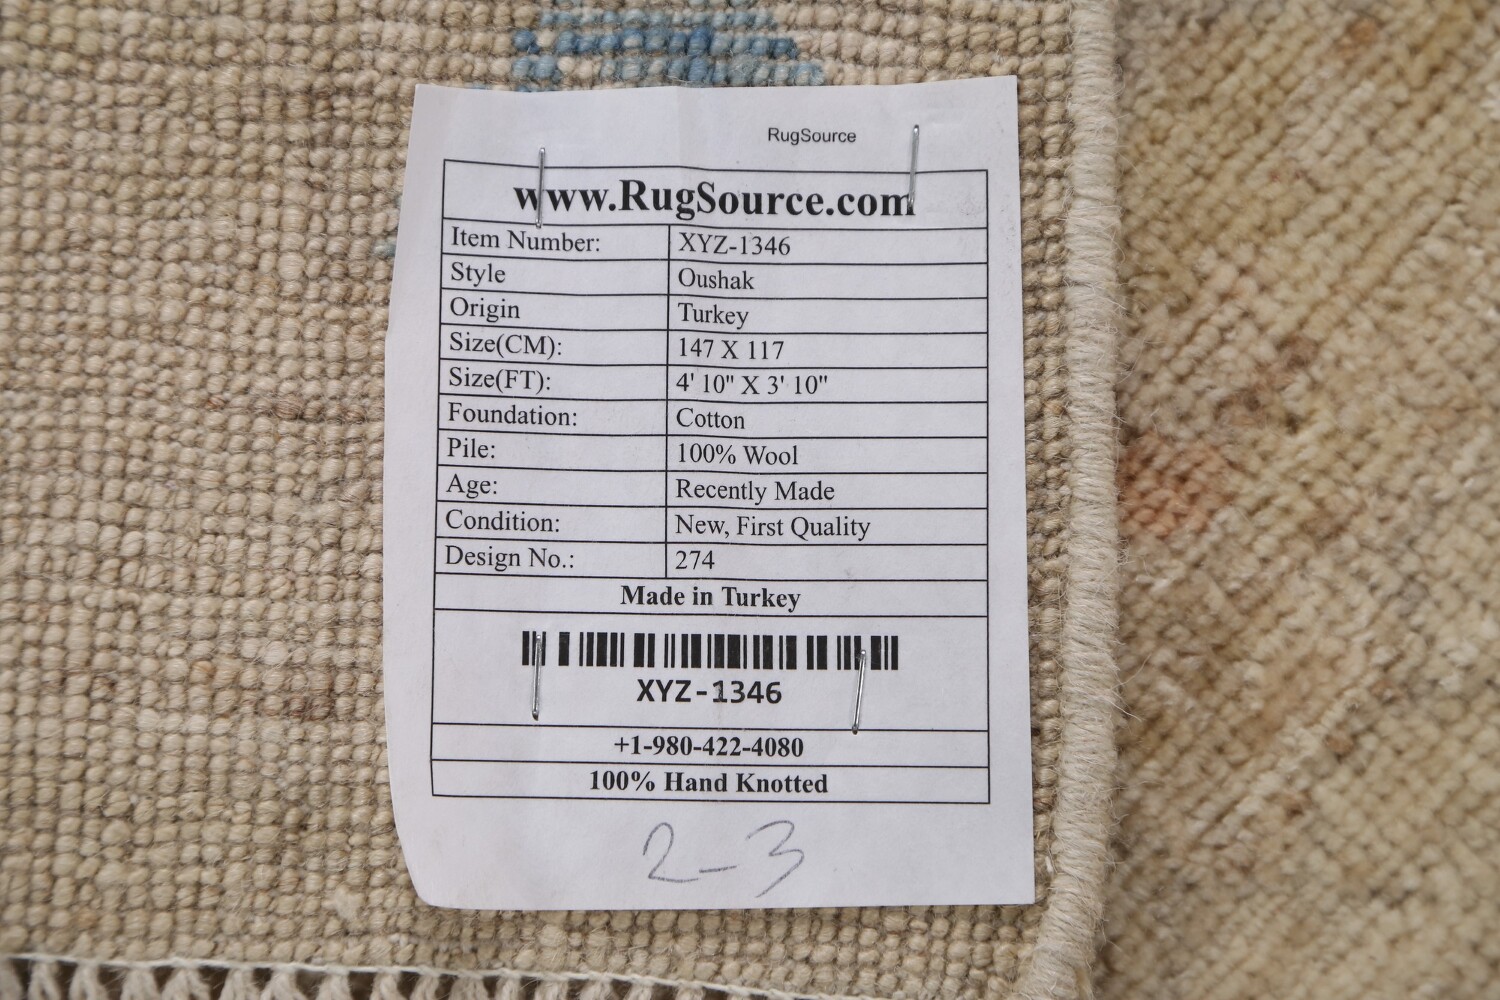 RugSource
www.RugSource.com
Item Number: XYZ-1346
Style Oushak
Origin Turkey
Size(CM): 147 X 117
Size(FT): 4' 10" X 3' 10"
Foundation: Cotton
Pile: 100% Wool
Age: Recently Made
Condition: New, First Quality
Design No.: 274
Made in Turkey
XYZ-1346
+1-980-422-4080
100% Hand Knotted
2-3